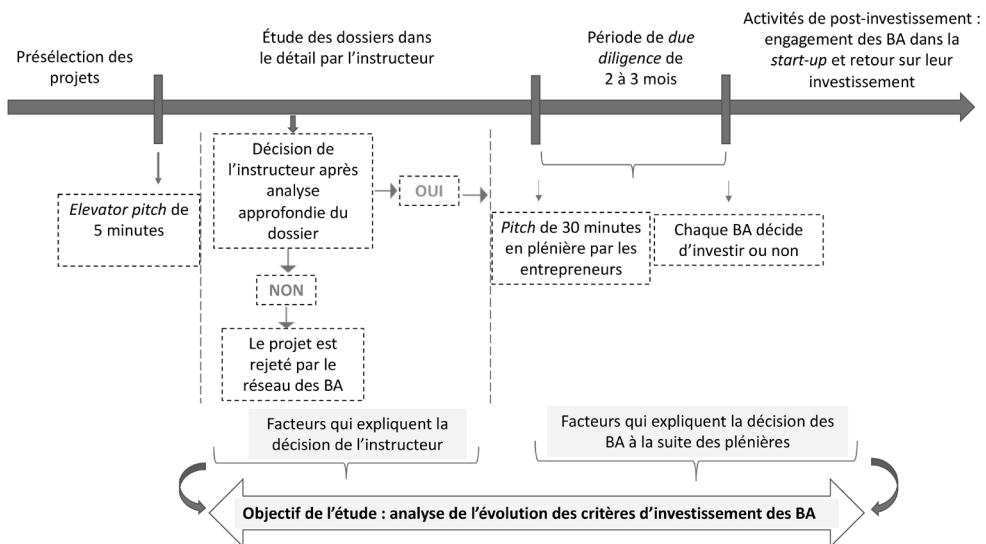 Présélection des
projets
Étude des dossiers dans
le détail par l’instructeur
Période de due
diligence de
2 à 3 mois
Activités de post-investissement :
engagement des BA dans la
start-up et retour sur leur
investissement
Elevator pitch de
5 minutes
Décision de
l’instructeur après
analyse
approfondie du
dossier
OUI
NON
Le projet est
rejeté par le
réseau des BA
Pitch de 30 minutes
en plénière par les
entrepreneurs
Chaque BA décide
d’investir ou non
Facteurs qui expliquent la
décision de l’instructeur
Facteurs qui expliquent la décision des
BA à la suite des plénières
Objectif de l’étude : analyse de l’évolution des critères d’investissement des BA